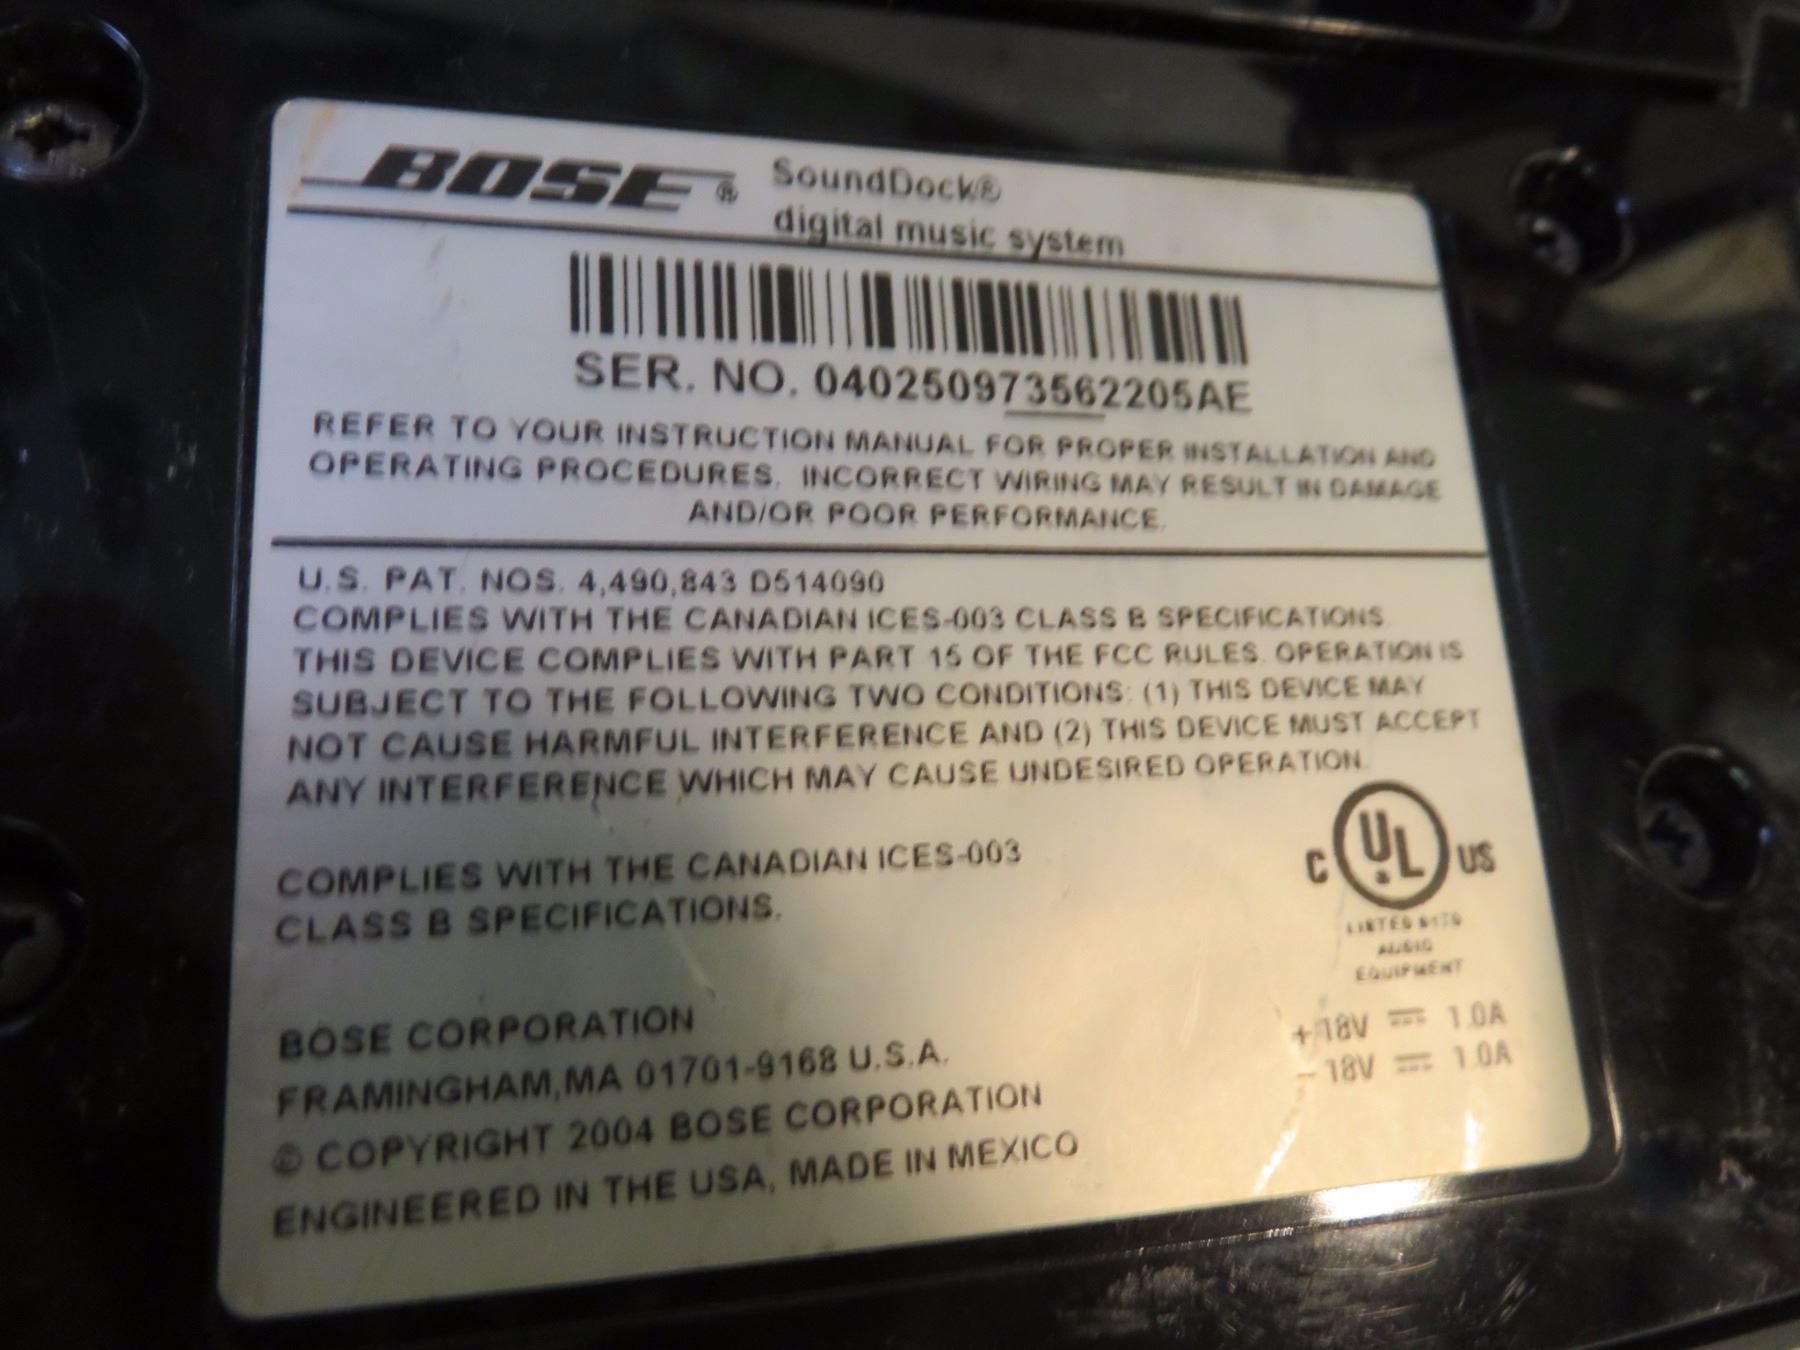 BOSE® SoundDock®
digital music system
SER. NO. 040250973562205AE
REFER TO YOUR INSTRUCTION MANUAL FOR PROPER INSTALLATION AND
OPERATING PROCEDURES. INCORRECT WIRING MAY RESULT IN DAMAGE
AND/OR POOR PERFORMANCE.
U.S. PAT. NOS. 4,490,843 D514090
COMPLIES WITH THE CANADIAN ICES-003 CLASS B SPECIFICATIONS.
THIS DEVICE COMPLIES WITH PART 15 OF THE FCC RULES. OPERATION IS
SUBJECT TO THE FOLLOWING TWO CONDITIONS: (1) THIS DEVICE MAY
NOT CAUSE HARMFUL INTERFERENCE AND (2) THIS DEVICE MUST ACCEPT
ANY INTERFERENCE WHICH MAY CAUSE UNDESIRED OPERATION.
COMPLIES WITH THE CANADIAN ICES-003
CLASS B SPECIFICATIONS.
C UL US
LISTED
AUDIO
EQUIPMENT
BOSE CORPORATION
FRAMINGHAM, MA 01701-9168 U.S.A.
© COPYRIGHT 2004 BOSE CORPORATION
ENGINEERED IN THE USA, MADE IN MEXICO
+ 18V ⎓ 1.0A
– 18V ⎓ 1.0A